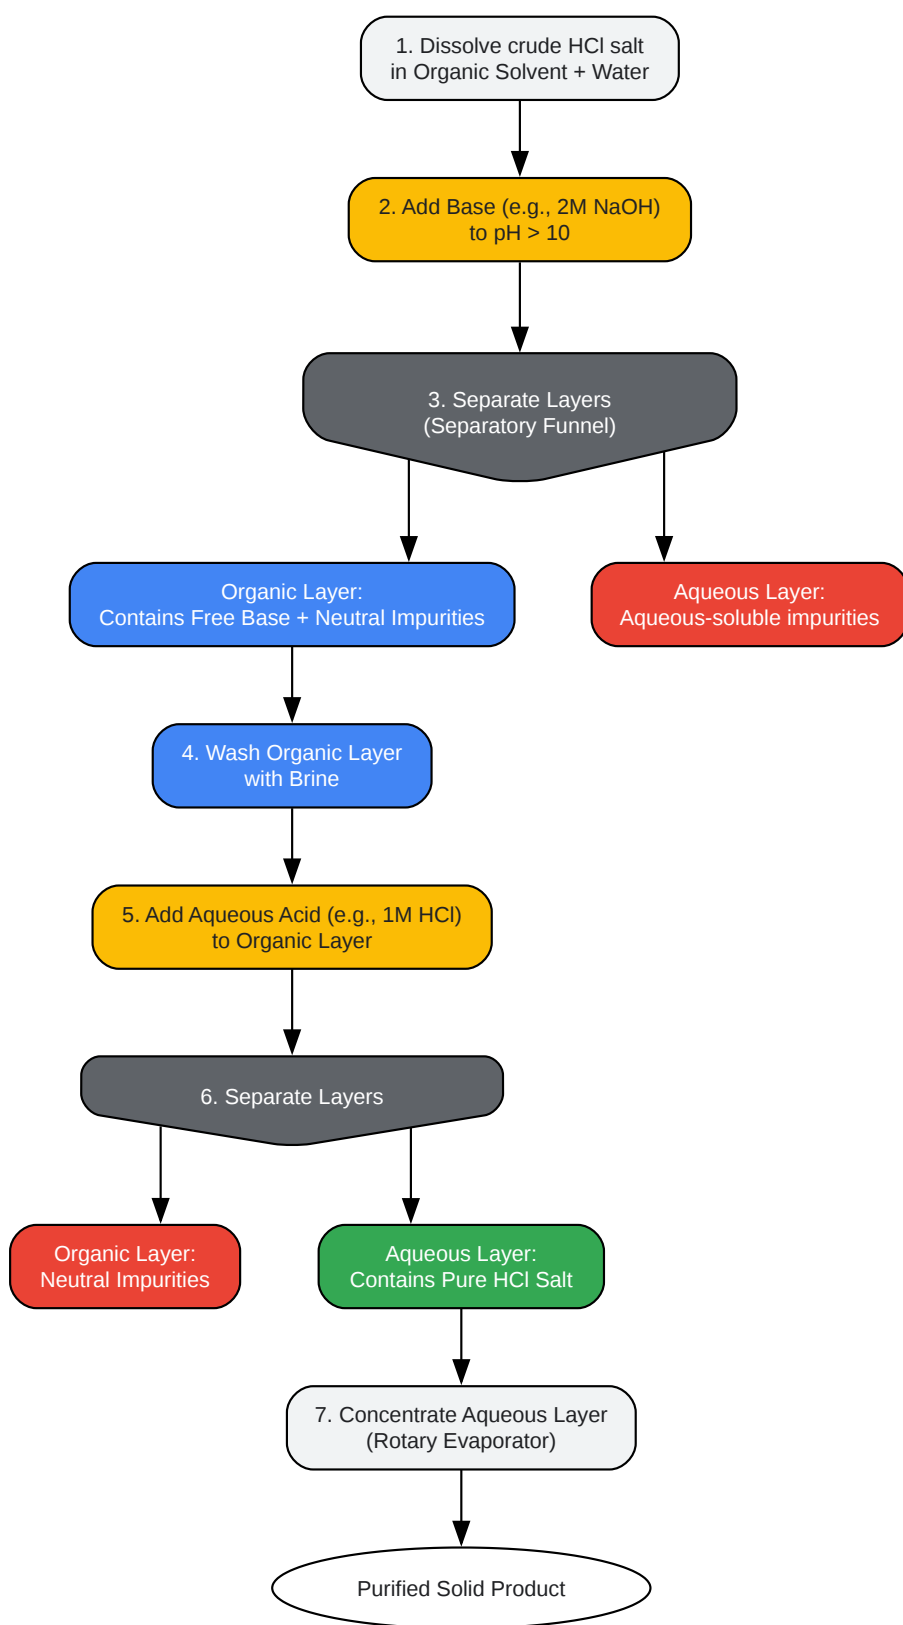 1. Dissolve crude HCl salt
in Organic Solvent + Water
2. Add Base (e.g., 2M NaOH)
to pH > 10
3. Separate Layers
(Separatory Funnel)
Organic Layer:
Contains Free Base + Neutral Impurities
Aqueous Layer:
Aqueous-soluble impurities
4. Wash Organic Layer
with Brine
5. Add Aqueous Acid (e.g., 1M HCl)
to Organic Layer
6. Separate Layers
Organic Layer:
Neutral Impurities
Aqueous Layer:
Contains Pure HCl Salt
7. Concentrate Aqueous Layer
(Rotary Evaporator)
Purified Solid Product